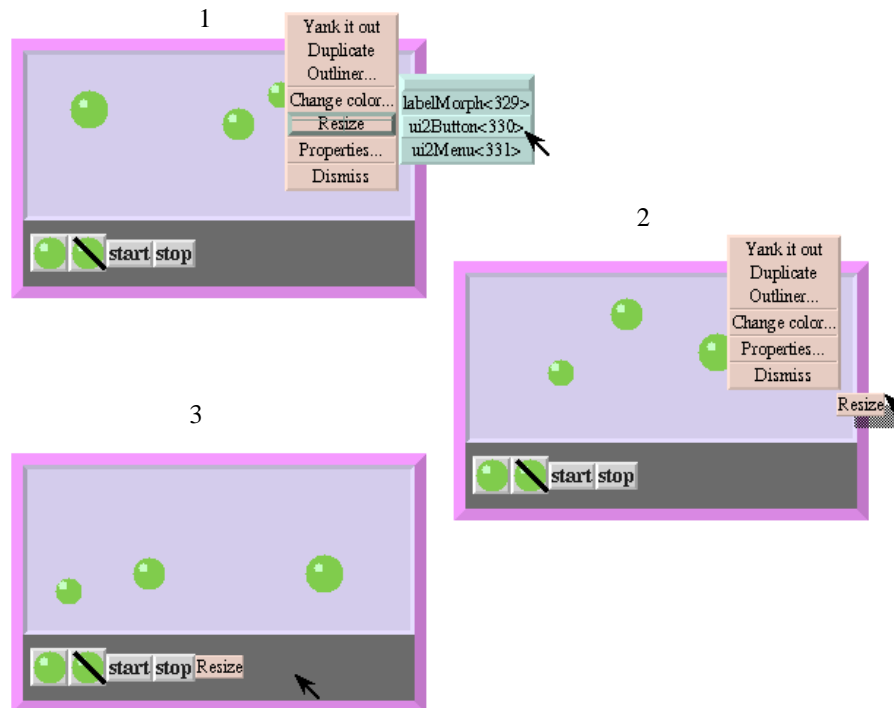 1
Yank it out
Duplicate
Outliner...
Change color...
Resize
Properties...
Dismiss
labelMorph<329>
ui2Button<330>
ui2Menu<331>
start stop
2
Yank it out
Duplicate
Outliner...
Change color...
Properties...
Dismiss
Resize
start stop
3
start stop Resize